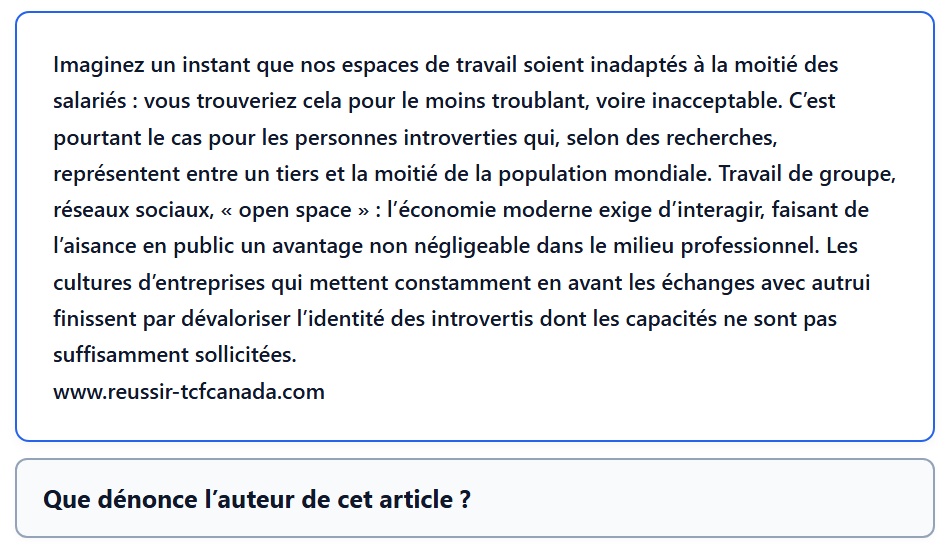 Imaginez un instant que nos espaces de travail soient inadaptés à la moitié des
salariés : vous trouveriez cela pour le moins troublant, voire inacceptable. C’est
pourtant le cas pour les personnes introverties qui, selon des recherches,
représentent entre un tiers et la moitié de la population mondiale. Travail de groupe,
réseaux sociaux, « open space » : l’économie moderne exige d’interagir, faisant de
l’aisance en public un avantage non négligeable dans le milieu professionnel. Les
cultures d’entreprises qui mettent constamment en avant les échanges avec autrui
finissent par dévaloriser l’identité des introvertis dont les capacités ne sont pas
suffisamment sollicitées.
www.reussir-tcfcanada.com
Que dénonce l’auteur de cet article ?